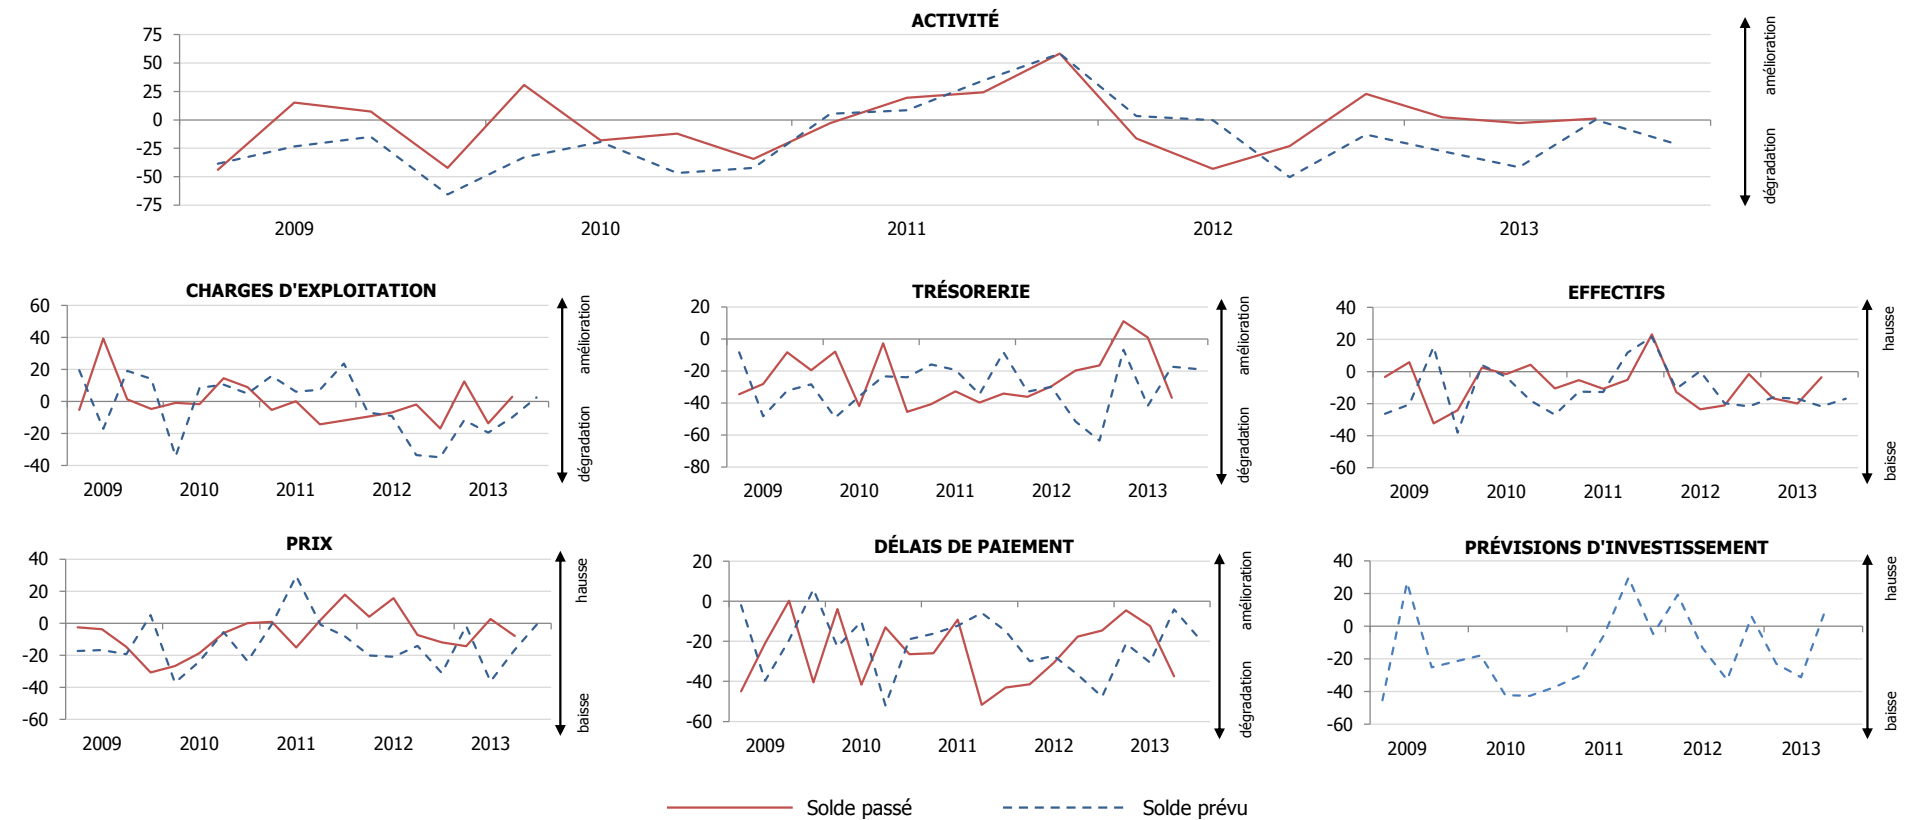 ACTIVITÉ
75
50
25
0
-25
-50
-75
2009 2010 2011 2012 2013
amélioration
dégradation
CHARGES D'EXPLOITATION
60
40
20
0
-20
-40
2009 2010 2011 2012 2013
amélioration
dégradation
TRÉSORERIE
20
0
-20
-40
-60
-80
2009 2010 2011 2012 2013
amélioration
dégradation
EFFECTIFS
40
20
0
-20
-40
-60
2009 2010 2011 2012 2013
hausse
baisse
PRIX
40
20
0
-20
-40
-60
2009 2010 2011 2012 2013
hausse
baisse
DÉLAIS DE PAIEMENT
20
0
-20
-40
-60
2009 2010 2011 2012 2013
amélioration
dégradation
PRÉVISIONS D'INVESTISSEMENT
40
20
0
-20
-40
-60
2009 2010 2011 2012 2013
hausse
baisse
Solde passé Solde prévu